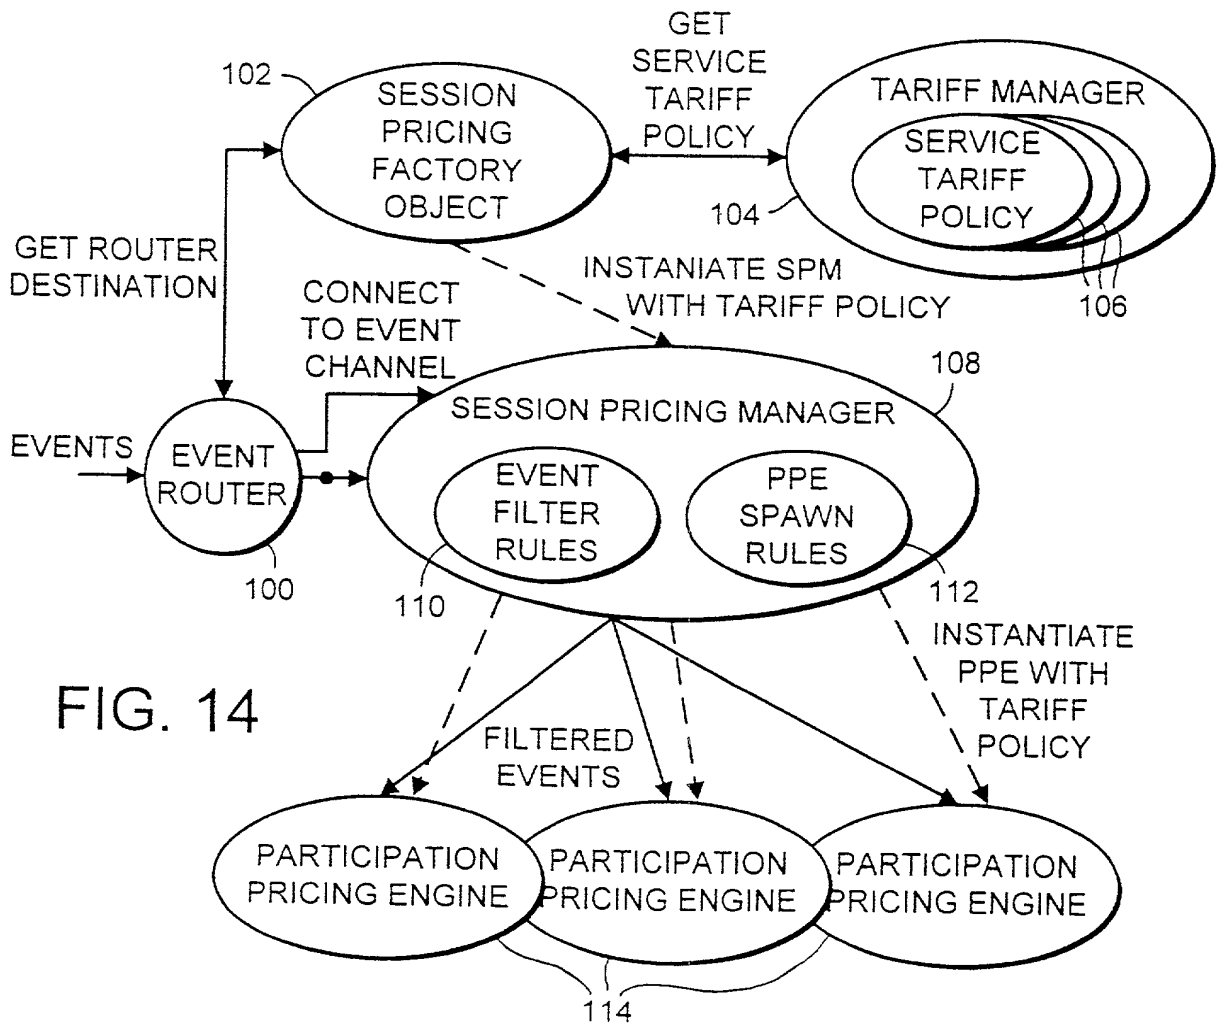 GET
SERVICE
TARIFF
POLICY
102
SESSION
PRICING
FACTORY
OBJECT
TARIFF MANAGER
SERVICE
TARIFF
POLICY
104
106
GET ROUTER
DESTINATION
INSTANIATE SPM
WITH TARIFF POLICY
CONNECT
TO EVENT
CHANNEL
108
SESSION PRICING MANAGER
EVENTS
EVENT
ROUTER
100
EVENT
FILTER
RULES
110
PPE
SPAWN
RULES
112
INSTANTIATE
PPE WITH
TARIFF
POLICY
FIG. 14
FILTERED
EVENTS
PARTICIPATION
PRICING ENGINE
PARTICIPATION
PRICING ENGINE
PARTICIPATION
PRICING ENGINE
114